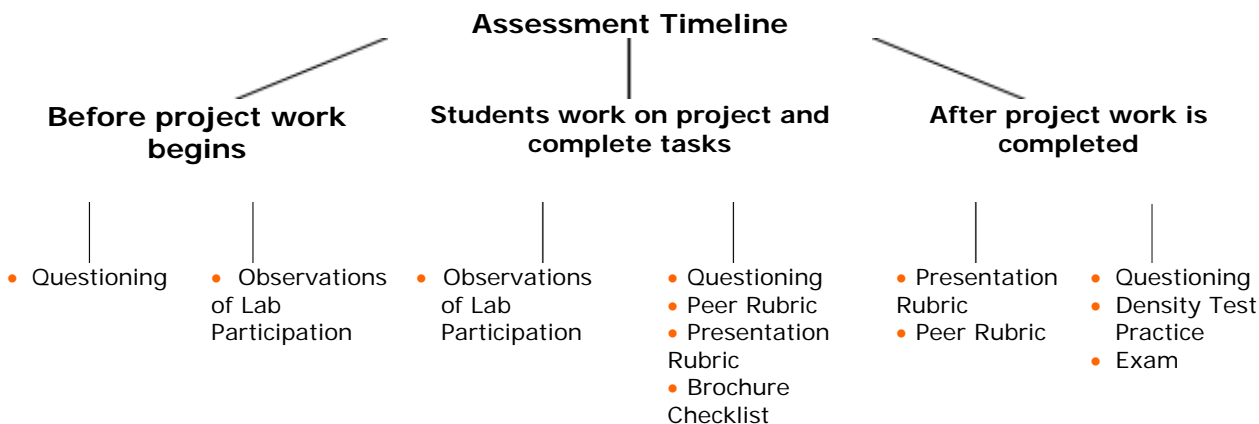 Assessment Timeline
Before project work
begins
Students work on project and
complete tasks
After project work is
completed
• Questioning
• Observations
of Lab
Participation
• Observations
of Lab
Participation
• Questioning
• Peer Rubric
• Presentation
Rubric
• Brochure
Checklist
• Presentation
Rubric
• Peer Rubric
• Questioning
• Density Test
Practice
• Exam